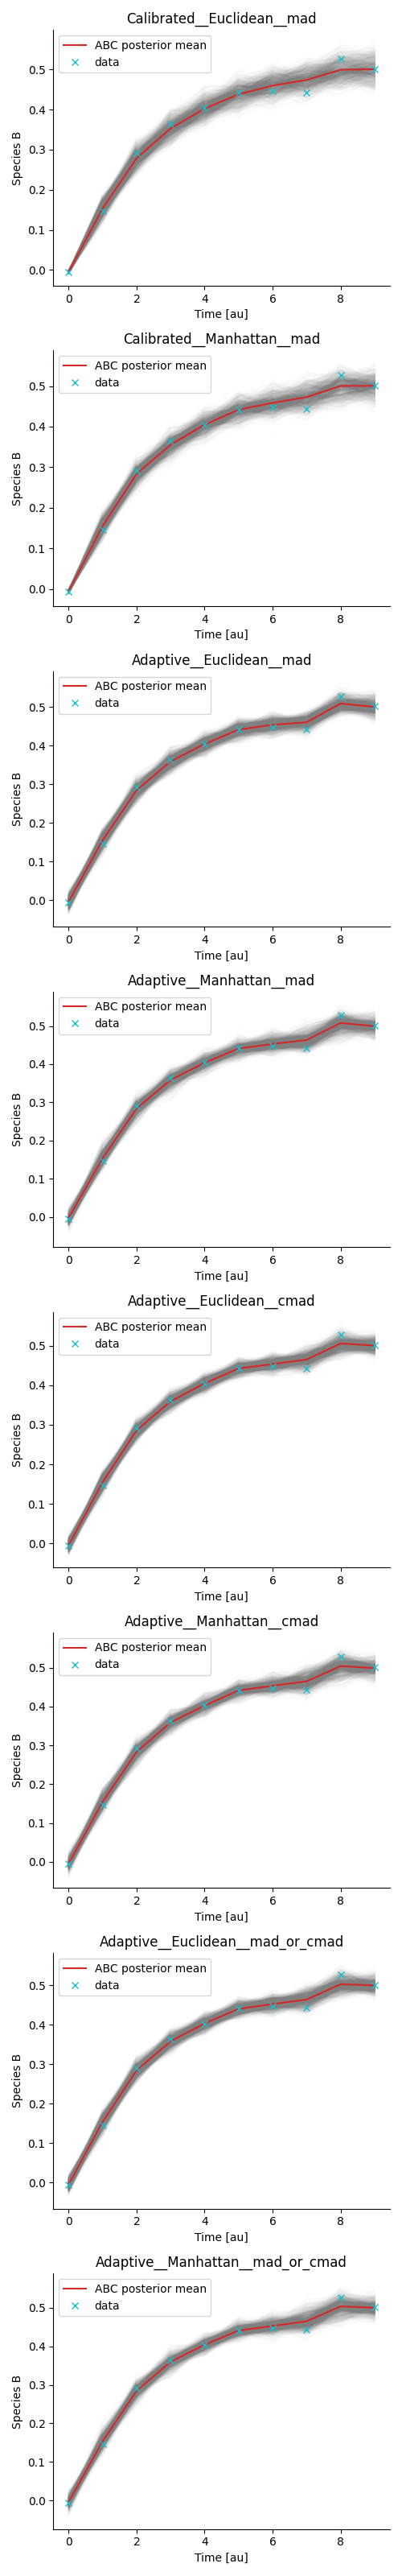 Calibrated__Euclidean__mad
ABC posterior mean
data
0.5
0.4
0.3
0.2
0.1
0.0
Species B
0 2 4 6 8
Time [au]
Calibrated__Manhattan__mad
ABC posterior mean
data
0.5
0.4
0.3
0.2
0.1
0.0
Species B
0 2 4 6 8
Time [au]
Adaptive__Euclidean__mad
ABC posterior mean
data
0.5
0.4
0.3
0.2
0.1
0.0
Species B
0 2 4 6 8
Time [au]
Adaptive__Manhattan__mad
ABC posterior mean
data
0.5
0.4
0.3
0.2
0.1
0.0
Species B
0 2 4 6 8
Time [au]
Adaptive__Euclidean__cmad
ABC posterior mean
data
0.5
0.4
0.3
0.2
0.1
0.0
Species B
0 2 4 6 8
Time [au]
Adaptive__Manhattan__cmad
ABC posterior mean
data
0.5
0.4
0.3
0.2
0.1
0.0
Species B
0 2 4 6 8
Time [au]
Adaptive__Euclidean__mad_or_cmad
ABC posterior mean
data
0.5
0.4
0.3
0.2
0.1
0.0
Species B
0 2 4 6 8
Time [au]
Adaptive__Manhattan__mad_or_cmad
ABC posterior mean
data
0.5
0.4
0.3
0.2
0.1
0.0
Species B
0 2 4 6 8
Time [au]